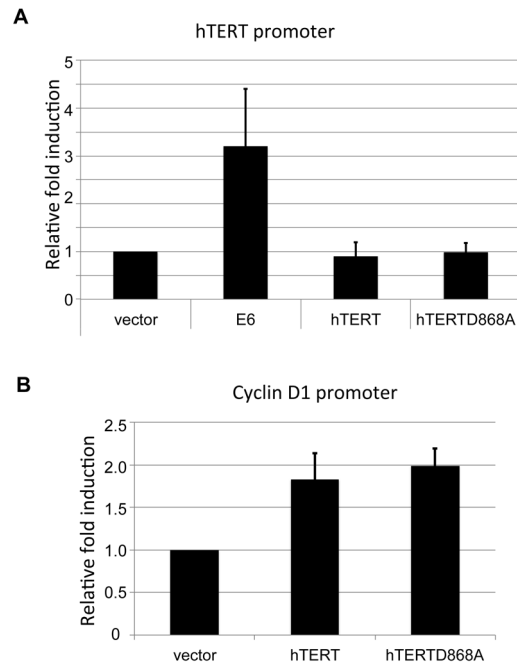 A
hTERT promoter
Relative fold induction
5
4
3
2
1
0
vector E6 hTERT hTERTD868A
B
Cyclin D1 promoter
Relative fold induction
2.5
2.0
1.5
1.0
0.5
0
vector hTERT hTERTD868A